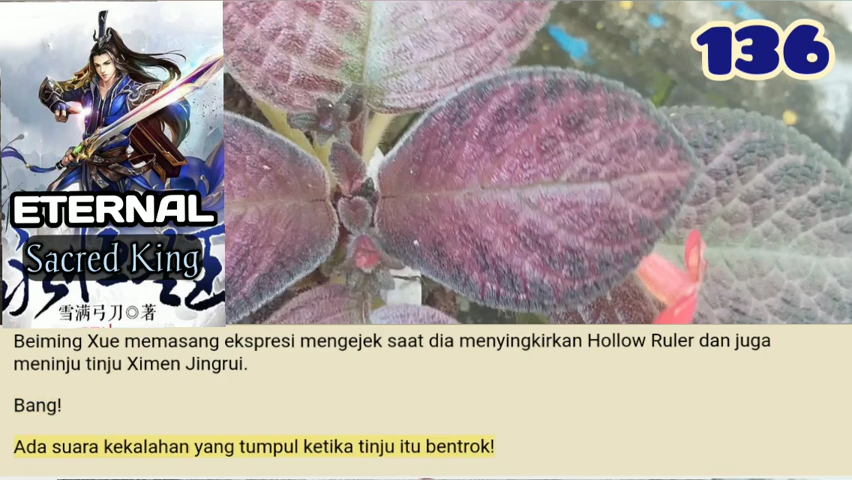 136
ETERNAL
Sacred King
雪满弓刀◎著
Beiming Xue memasang ekspresi mengejek saat dia menyingkirkan Hollow Ruler dan juga
meninju tinju Ximen Jingrui.
Bang!
Ada suara kekalahan yang tumpul ketika tinju itu bentrok!